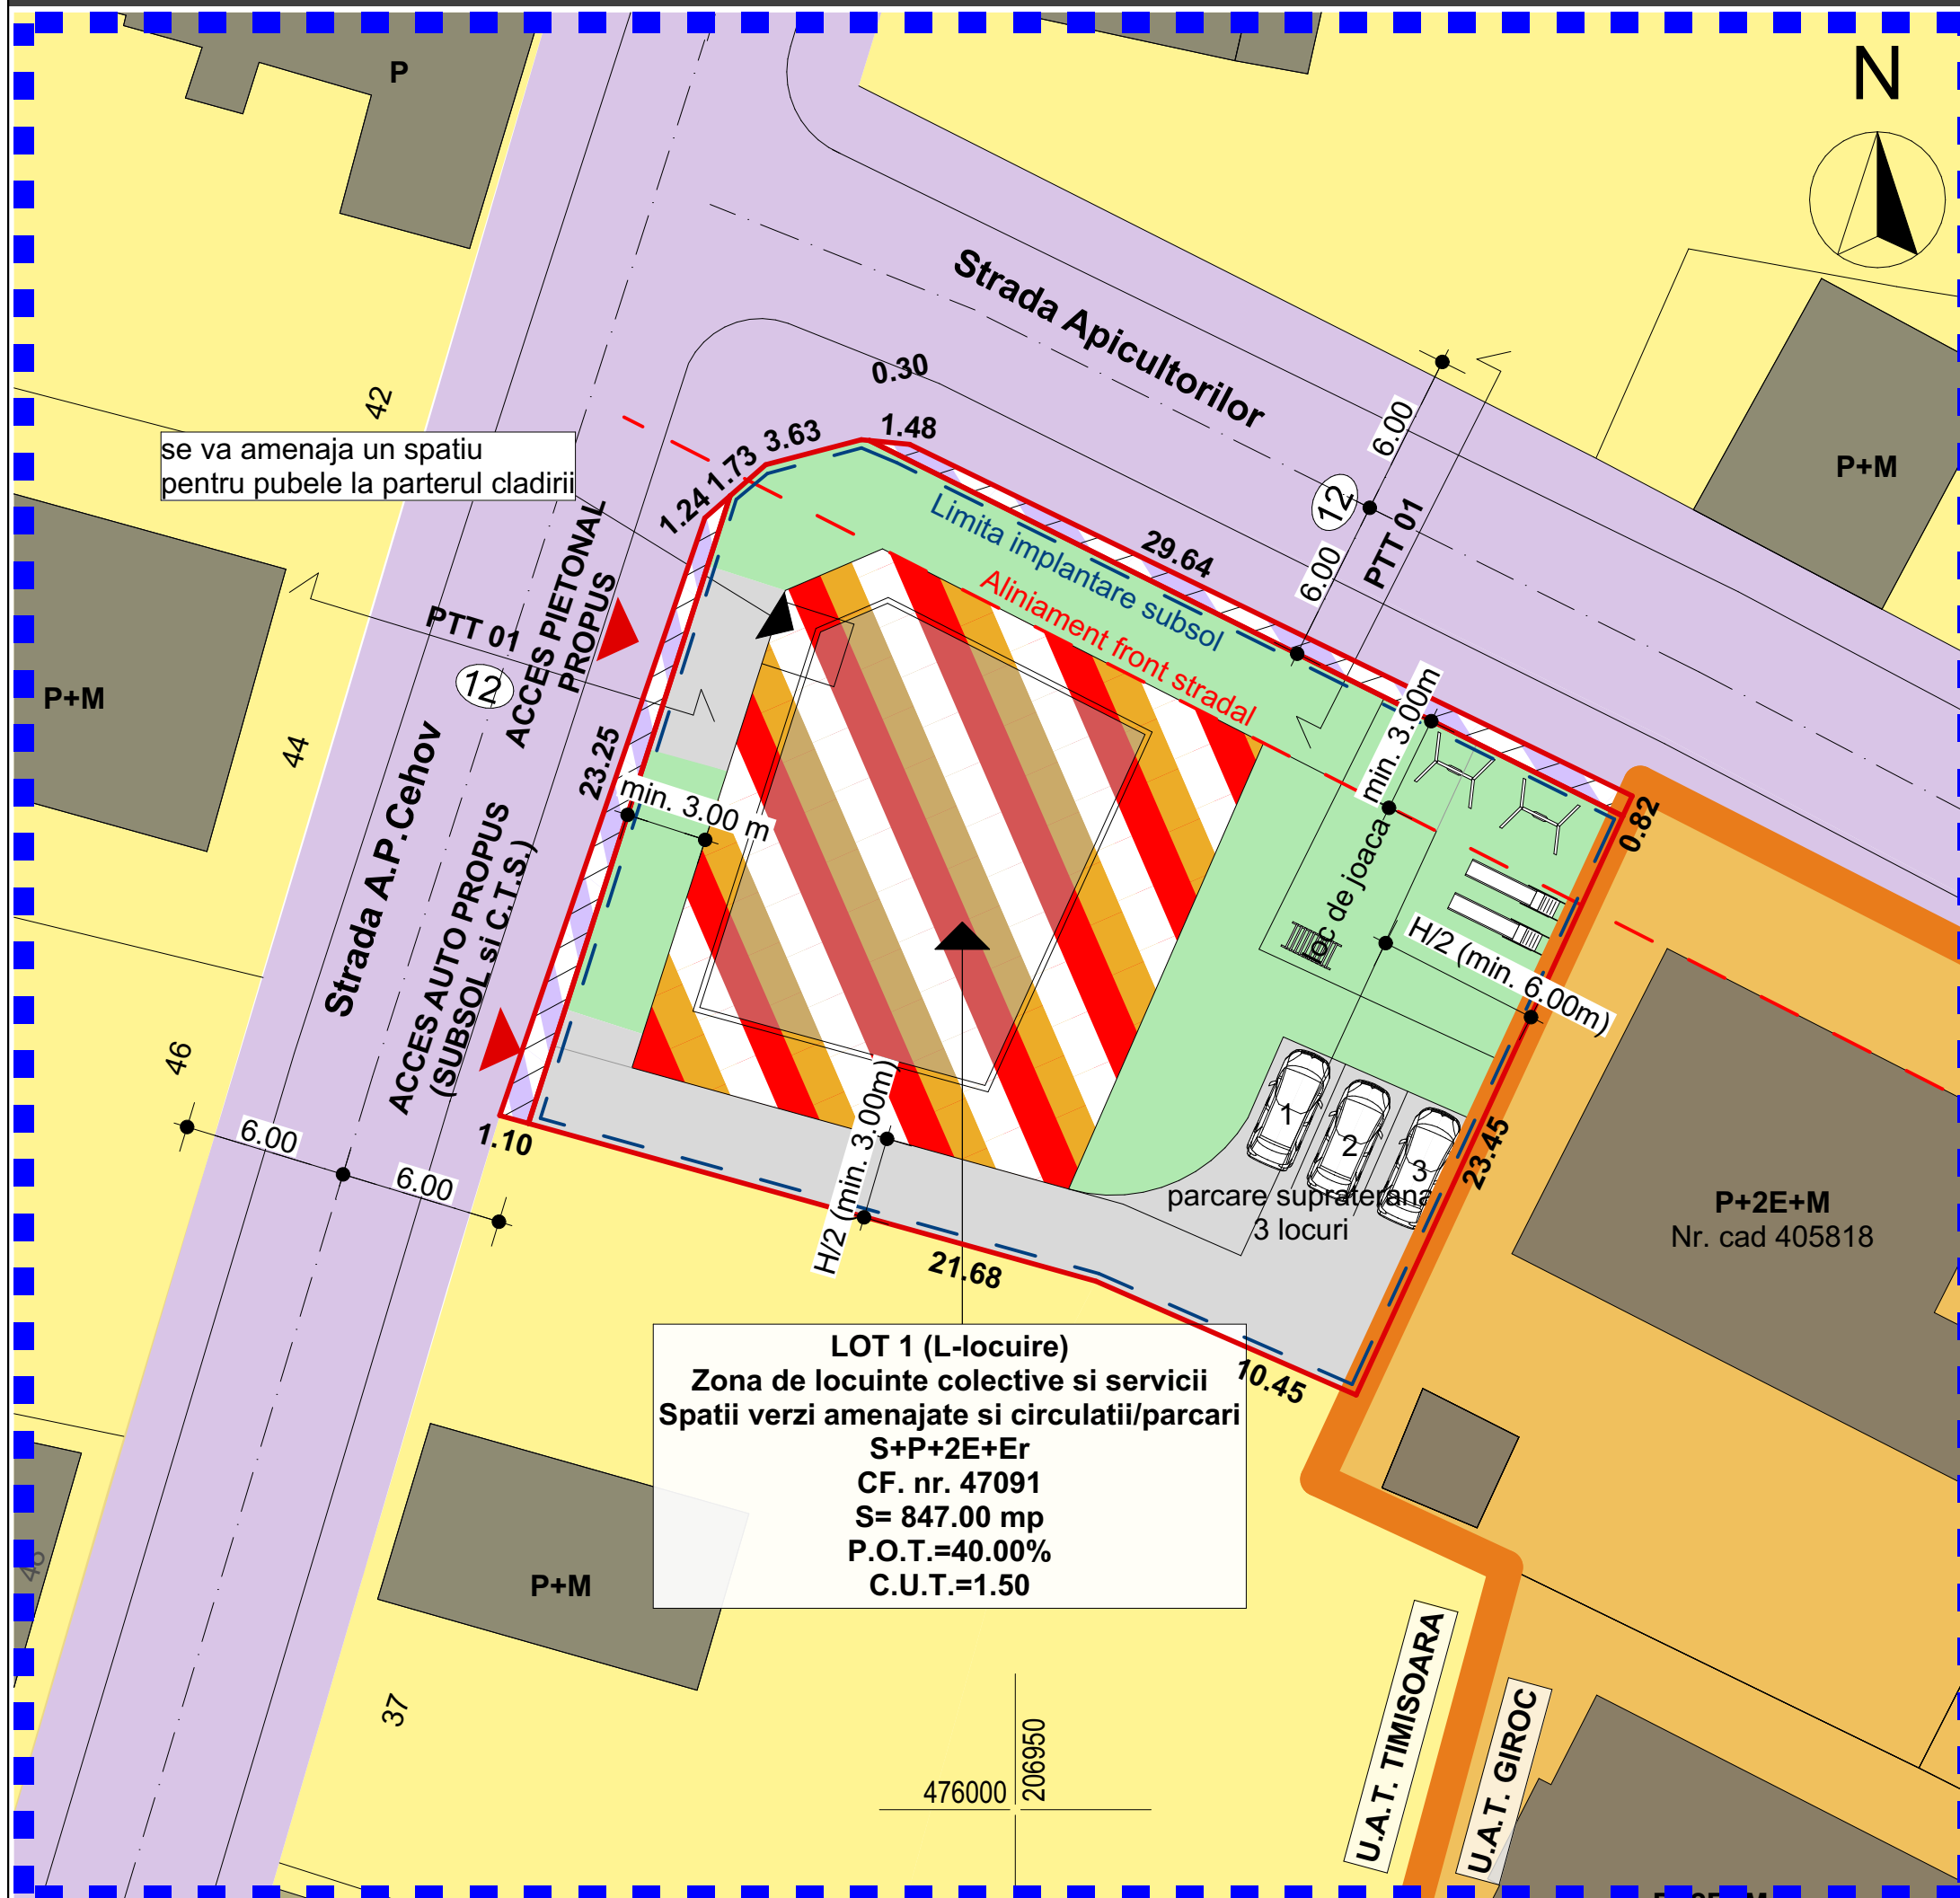 P
N
Strada Apicultorilor
0.30
42
1.48
3.63
1.73
1.24
6.00
se va amenaja un spatiu
pentru pubele la parterul cladirii
P+M
12
6.00
PTT 01
29.64
Limita implantare subsol
Aliniament front stradal
ACCES PIETONAL
PROPUS
PTT 01
12
P+M
44
23.25
min. 3.00 m
min. 3.00m
0.82
Strada A.P.Cehov
ACCES AUTO PROPUS
(SUBSOL si C.T.S.)
loc de joaca
H/2 (min. 6.00m)
46
6.00
6.00
1.10
H/2 (min. 3.00m)
1
2
3
parcare supraterana
3 locuri
23.45
P+2E+M
Nr. cad 405818
21.68
10.45
LOT 1 (L-locuire)
Zona de locuinte colective si servicii
Spatii verzi amenajate si circulatii/parcari
S+P+2E+Er
CF. nr. 47091
S= 847.00 mp
P.O.T.=40.00%
C.U.T.=1.50
P+M
37
476000
206950
U.A.T. TIMISOARA
U.A.T. GIROC